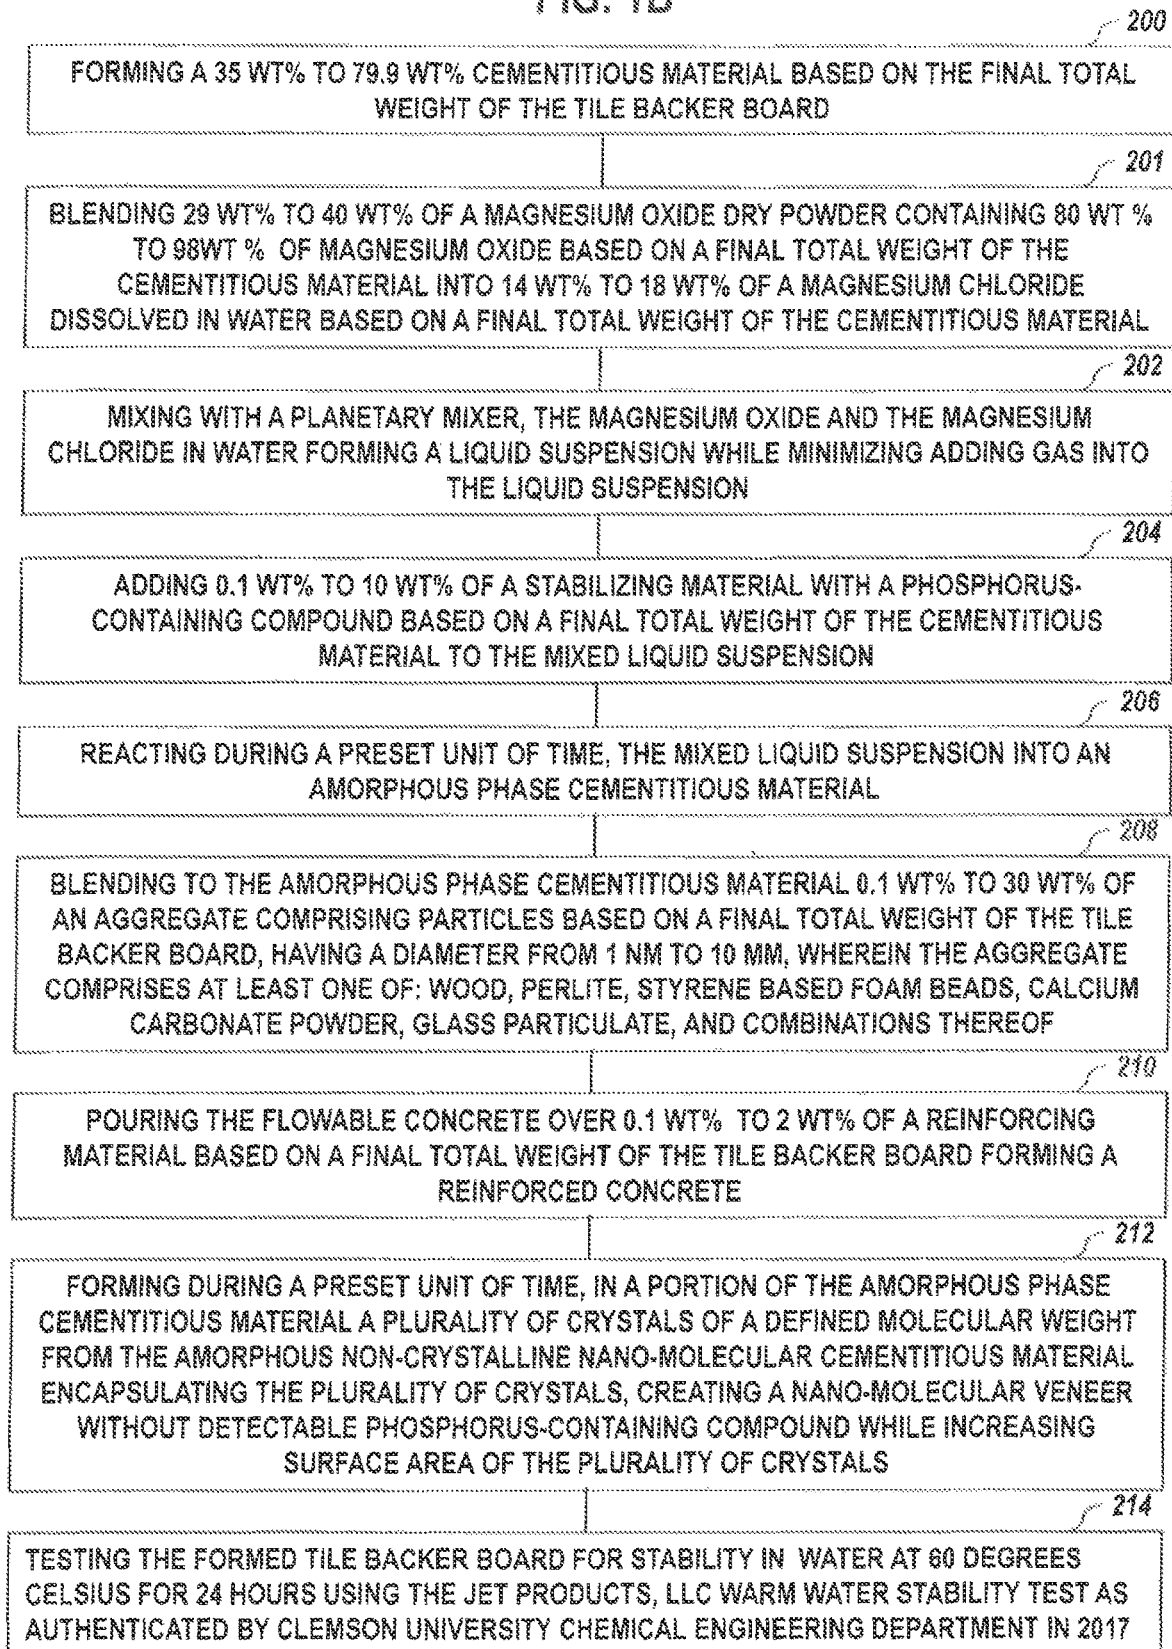 FIG. 1B
200
FORMING A 35 WT% TO 79.9 WT% CEMENTITIOUS MATERIAL BASED ON THE FINAL TOTAL
WEIGHT OF THE TILE BACKER BOARD
201
BLENDING 29 WT% TO 40 WT% OF A MAGNESIUM OXIDE DRY POWDER CONTAINING 80 WT %
TO 98WT % OF MAGNESIUM OXIDE BASED ON A FINAL TOTAL WEIGHT OF THE
CEMENTITIOUS MATERIAL INTO 14 WT% TO 18 WT% OF A MAGNESIUM CHLORIDE
DISSOLVED IN WATER BASED ON A FINAL TOTAL WEIGHT OF THE CEMENTITIOUS MATERIAL
202
MIXING WITH A PLANETARY MIXER, THE MAGNESIUM OXIDE AND THE MAGNESIUM
CHLORIDE IN WATER FORMING A LIQUID SUSPENSION WHILE MINIMIZING ADDING GAS INTO
THE LIQUID SUSPENSION
204
ADDING 0.1 WT% TO 10 WT% OF A STABILIZING MATERIAL WITH A PHOSPHORUS-
CONTAINING COMPOUND BASED ON A FINAL TOTAL WEIGHT OF THE CEMENTITIOUS
MATERIAL TO THE MIXED LIQUID SUSPENSION
206
REACTING DURING A PRESET UNIT OF TIME, THE MIXED LIQUID SUSPENSION INTO AN
AMORPHOUS PHASE CEMENTITIOUS MATERIAL
208
BLENDING TO THE AMORPHOUS PHASE CEMENTITIOUS MATERIAL 0.1 WT% TO 30 WT% OF
AN AGGREGATE COMPRISING PARTICLES BASED ON A FINAL TOTAL WEIGHT OF THE TILE
BACKER BOARD, HAVING A DIAMETER FROM 1 NM TO 10 MM, WHEREIN THE AGGREGATE
COMPRISES AT LEAST ONE OF: WOOD, PERLITE, STYRENE BASED FOAM BEADS, CALCIUM
CARBONATE POWDER, GLASS PARTICULATE, AND COMBINATIONS THEREOF
210
POURING THE FLOWABLE CONCRETE OVER 0.1 WT% TO 2 WT% OF A REINFORCING
MATERIAL BASED ON A FINAL TOTAL WEIGHT OF THE TILE BACKER BOARD FORMING A
REINFORCED CONCRETE
212
FORMING DURING A PRESET UNIT OF TIME, IN A PORTION OF THE AMORPHOUS PHASE
CEMENTITIOUS MATERIAL A PLURALITY OF CRYSTALS OF A DEFINED MOLECULAR WEIGHT
FROM THE AMORPHOUS NON-CRYSTALLINE NANO-MOLECULAR CEMENTITIOUS MATERIAL
ENCAPSULATING THE PLURALITY OF CRYSTALS, CREATING A NANO-MOLECULAR VENEER
WITHOUT DETECTABLE PHOSPHORUS-CONTAINING COMPOUND WHILE INCREASING
SURFACE AREA OF THE PLURALITY OF CRYSTALS
214
TESTING THE FORMED TILE BACKER BOARD FOR STABILITY IN WATER AT 60 DEGREES
CELSIUS FOR 24 HOURS USING THE JET PRODUCTS, LLC WARM WATER STABILITY TEST AS
AUTHENTICATED BY CLEMSON UNIVERSITY CHEMICAL ENGINEERING DEPARTMENT IN 2017